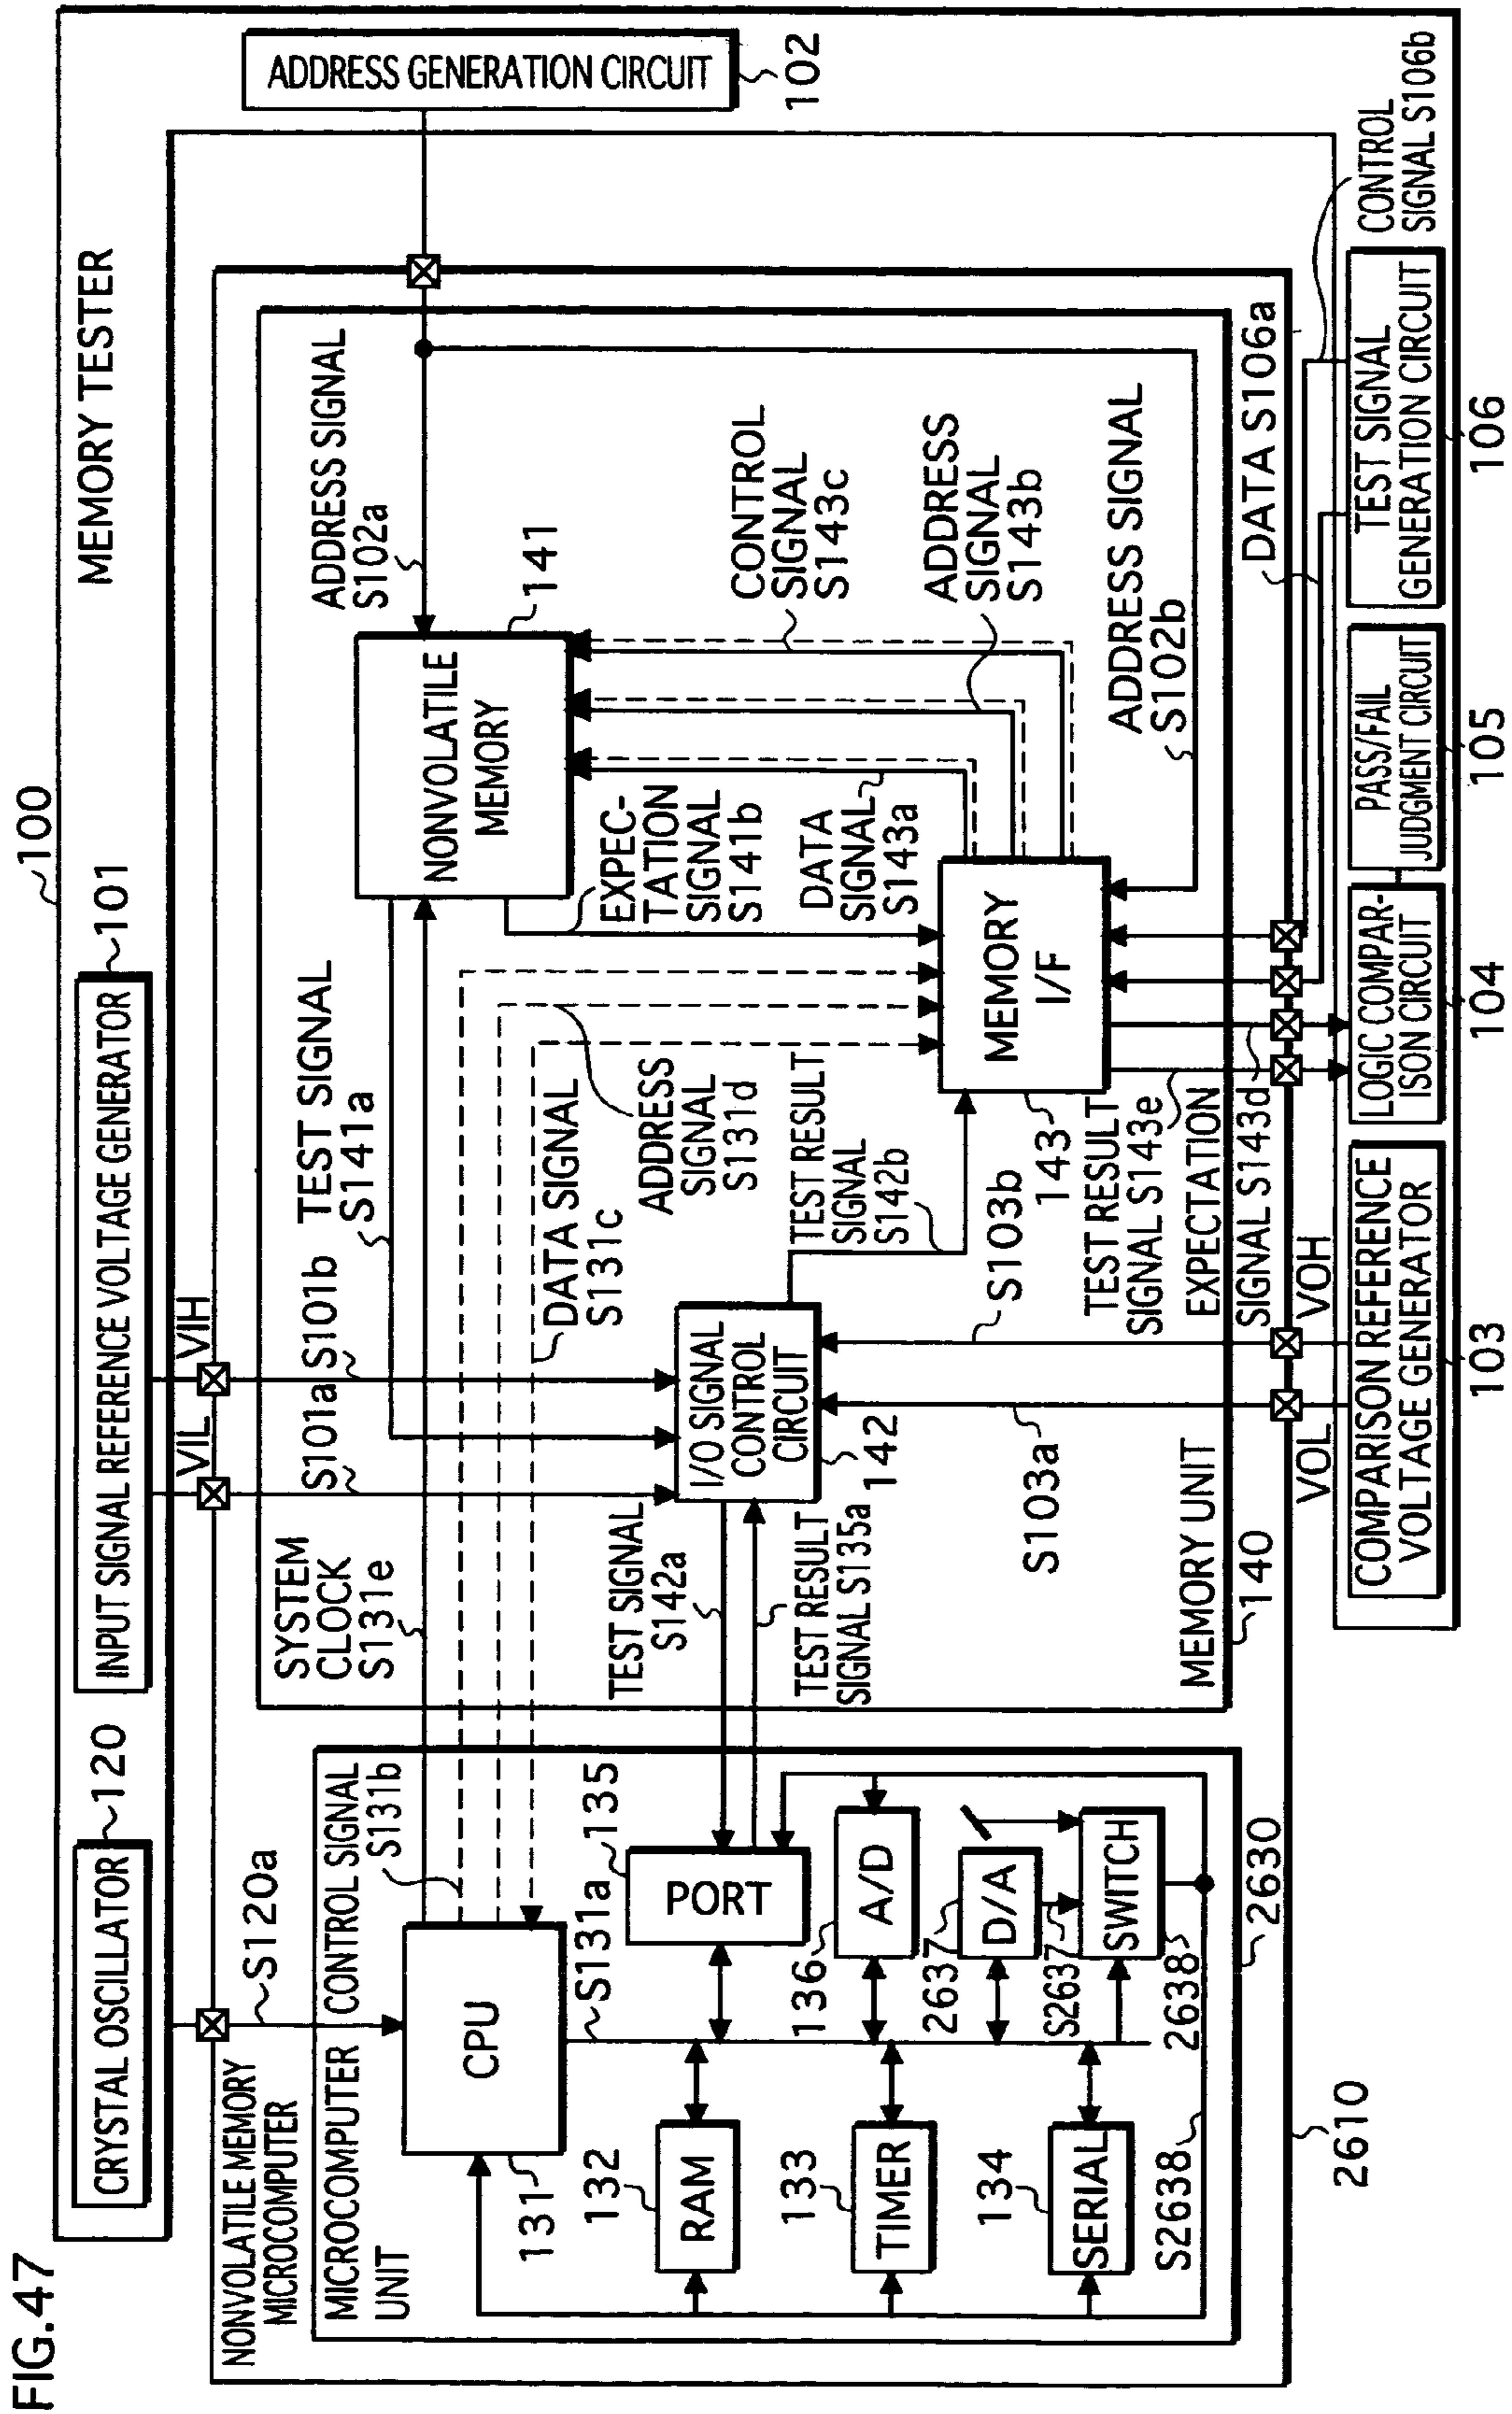 FIG.47
100
MEMORY TESTER
CRYSTAL OSCILLATOR
120
INPUT SIGNAL REFERENCE VOLTAGE GENERATOR
101
ADDRESS GENERATION CIRCUIT
102
S120a
VIL
VIH
S101a
S101b
NONVOLATILE MEMORY
MICROCOMPUTER
MICROCOMPUTER
UNIT
CONTROL SIGNAL
S131b
SYSTEM
CLOCK
S131e
TEST SIGNAL
S141a
ADDRESS SIGNAL
S102a
CPU
131
S131a
NONVOLATILE
MEMORY
141
DATA SIGNAL
S131c
ADDRESS
SIGNAL
S131d
EXPEC-
TATION
SIGNAL
S141b
DATA
SIGNAL
S143a
CONTROL
SIGNAL
S143c
ADDRESS
SIGNAL
S143b
ADDRESS SIGNAL
S102b
132
RAM
133
TIMER
134
SERIAL
135
PORT
136
A/D
2637
D/A
S2637
SWITCH
2638
S2638
2630
2610
TEST SIGNAL
S142a
TEST RESULT
SIGNAL S135a
I/O SIGNAL
CONTROL
CIRCUIT
142
TEST RESULT
SIGNAL
S142b
MEMORY
I/F
143
S103a
S103b
MEMORY UNIT
140
TEST RESULT
SIGNAL S143e
EXPECTATION
SIGNAL S143d
DATA S106a
CONTROL
SIGNAL S106b
VOL
VOH
COMPARISON REFERENCE
VOLTAGE GENERATOR
103
LOGIC COMPAR-
ISON CIRCUIT
104
PASS/FAIL
JUDGMENT CIRCUIT
105
TEST SIGNAL
GENERATION CIRCUIT
106